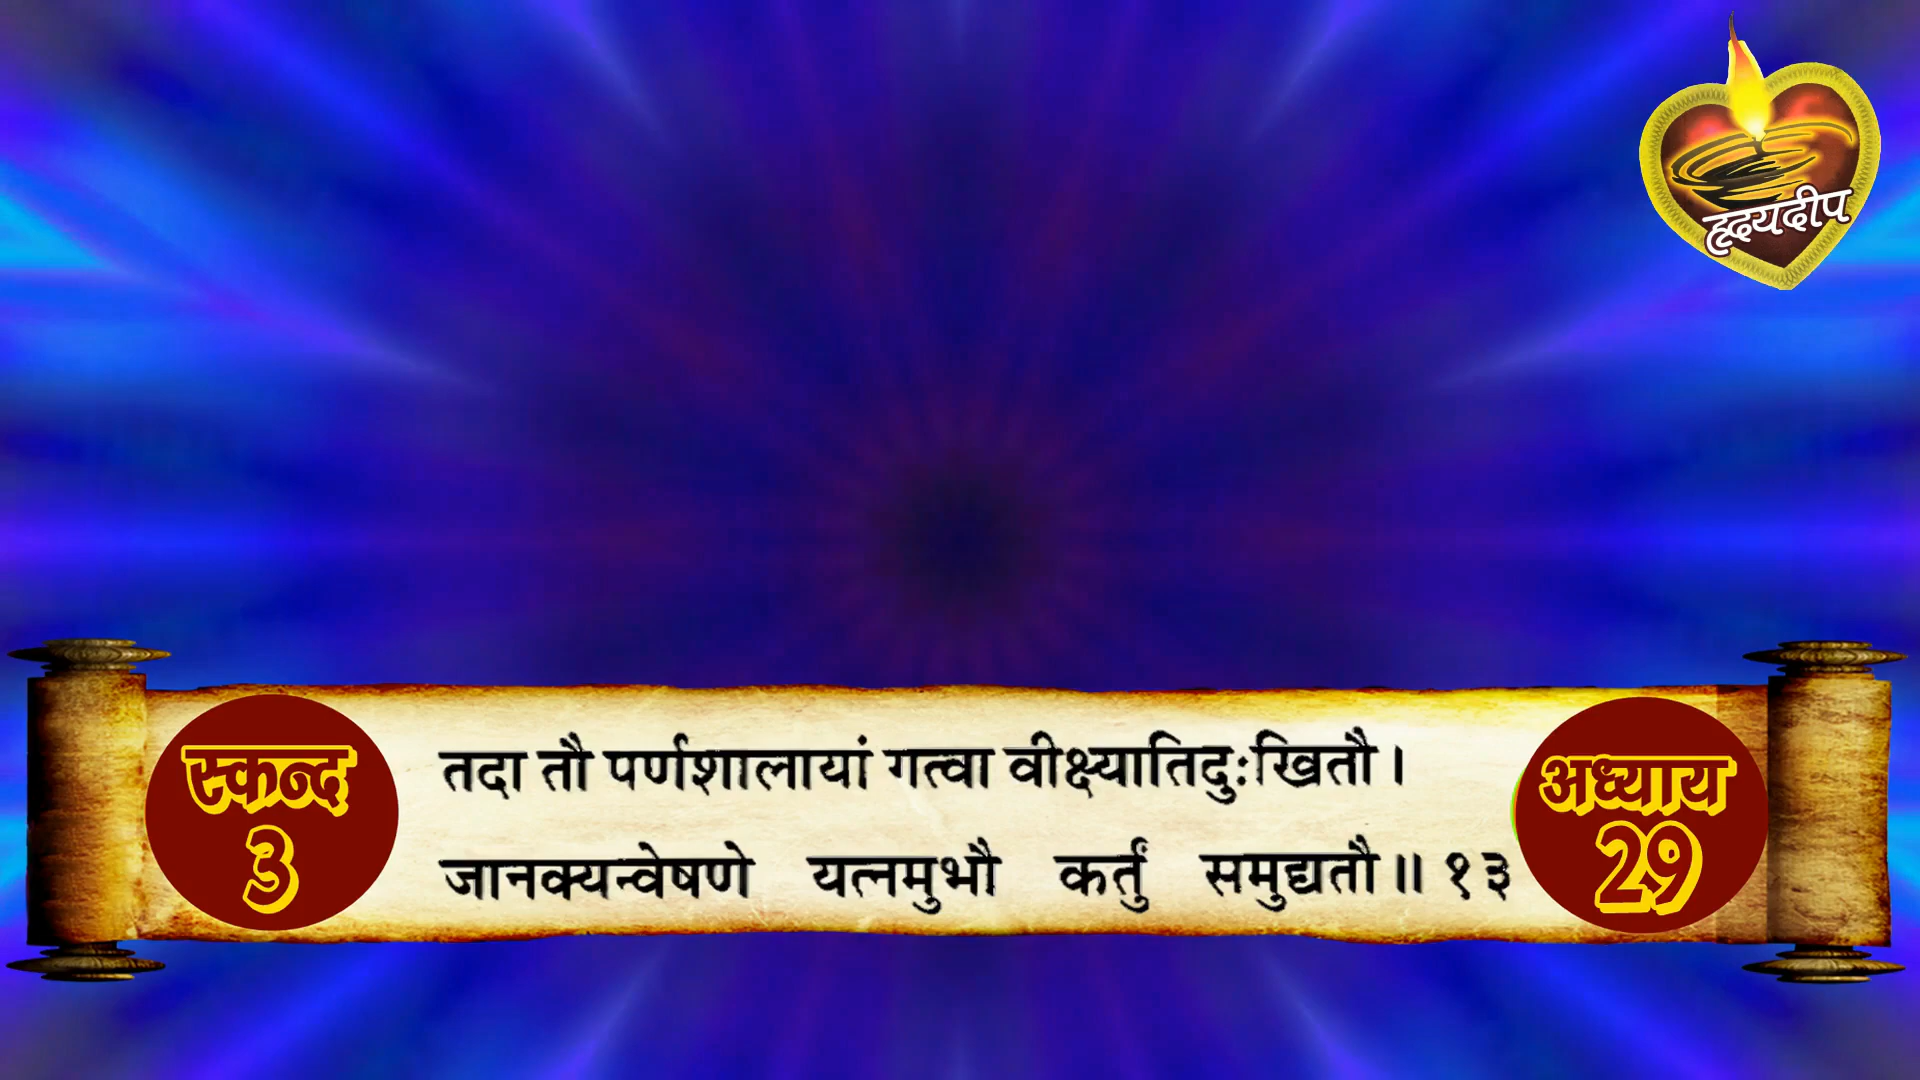 हृदयदीप
स्कन्द
3
तदा तौ पर्णशालायां गत्वा वीक्ष्यातिदुःखितौ।
जानक्यन्वेषणे यत्नमुभौ कर्तुं समुद्यतौ॥ १३
अध्याय
29